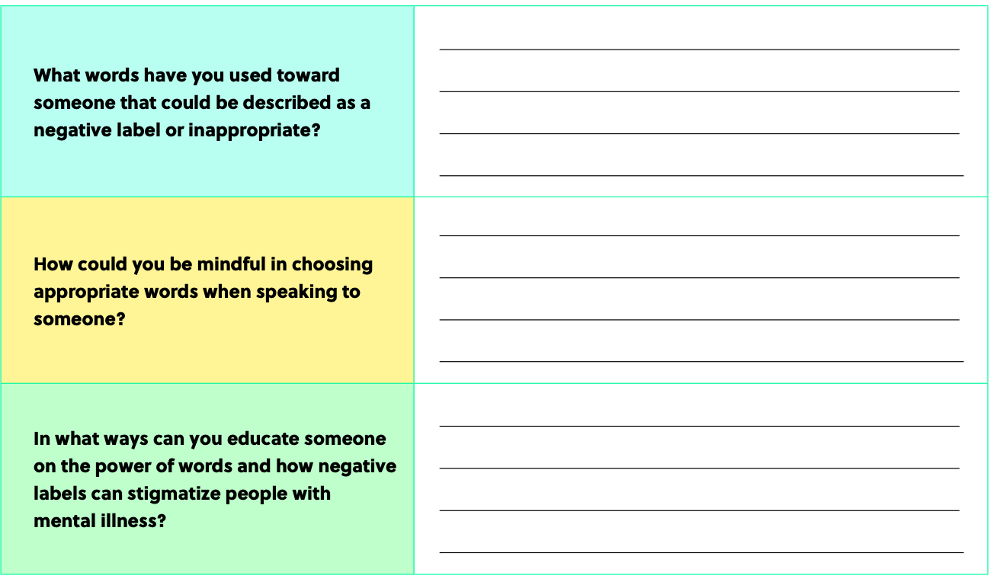 What words have you used toward
someone that could be described as a
negative label or inappropriate?
How could you be mindful in choosing
appropriate words when speaking to
someone?
In what ways can you educate someone
on the power of words and how negative
labels can stigmatize people with
mental illness?